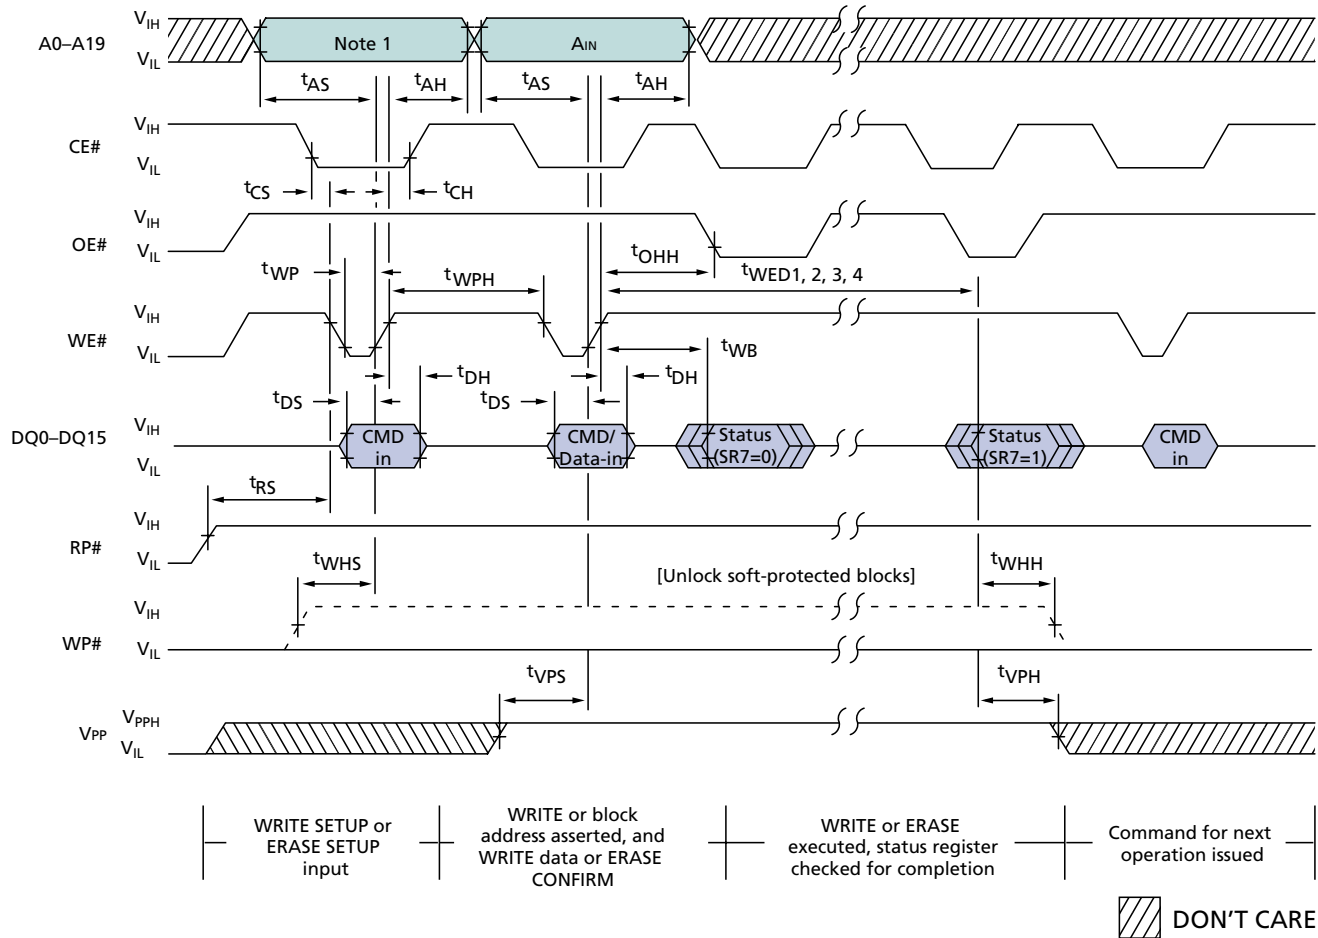 VIH
A0–A19
VIL
Note 1
AIN
tAS
tAH
tAS
tAH
VIH
CE#
VIL
tCS
tCH
VIH
OE#
VIL
tOHH
tWP
tWPH
tWED1, 2, 3, 4
VIH
WE#
VIL
tWB
tDH
tDH
tDS
tDS
VIH
DQ0–DQ15
VIL
CMD
in
CMD/
Data-in
Status
(SR7=0)
Status
(SR7=1)
CMD
in
tRS
VIH
RP#
VIL
tWHS
[Unlock soft-protected blocks]
tWHH
VIH
WP#
VIL
tVPS
tVPH
VPPH
VPP
VIL
WRITE SETUP or
ERASE SETUP
input
WRITE or block
address asserted, and
WRITE data or ERASE
CONFIRM
WRITE or ERASE
executed, status register
checked for completion
Command for next
operation issued
DON'T CARE